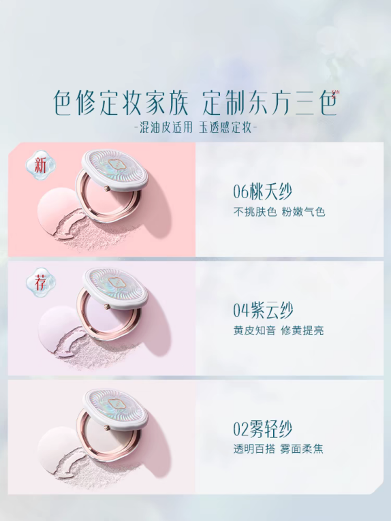 色修定妆家族 定制东方三色
-混油皮适用 玉透感定妆-
新
06桃夭纱
不挑肤色 粉嫩气色
荐
04紫云纱
黄皮知音 修黄提亮
02雾轻纱
透明百搭 雾面柔焦